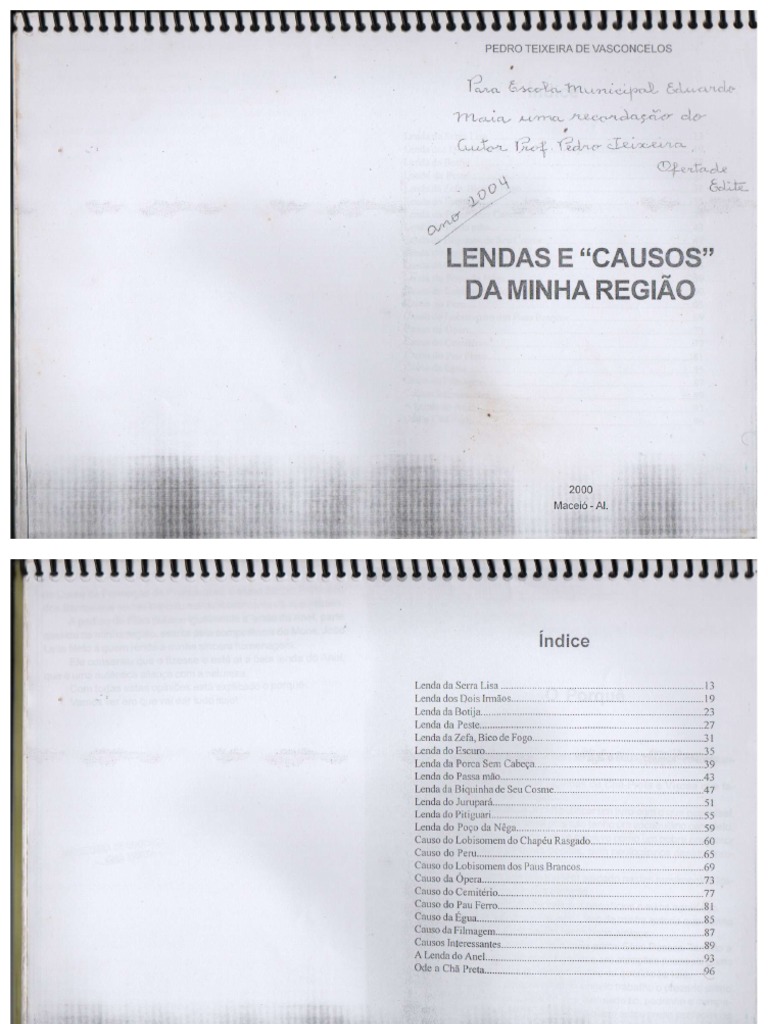 PEDRO TEIXEIRA DE VASCONCELOS
Para Escola Municipal Eduardo
Maia uma recordação do
Autor Prof. Pedro Teixeira.
Oferta de
Edite
ano 2004
LENDAS E “CAUSOS”
DA MINHA REGIÃO
2000
Maceió - Al.
Índice
Lenda da Serra Lisa ........ 13
Lenda dos Dois Irmãos........ 19
Lenda da Botija........ 23
Lenda da Peste........ 27
Lenda da Zefa, Bico de Fogo........ 31
Lenda do Escuro........ 35
Lenda da Porca Sem Cabeça........ 39
Lenda do Passa mão........ 43
Lenda da Biquinha de Seu Cosme........ 47
Lenda do Jurupará........ 51
Lenda do Pitiguari........ 55
Lenda do Poço da Nêga........ 59
Causo do Lobisomem do Chapéu Rasgado........ 60
Causo do Peru........ 65
Causo do Lobisomem dos Paus Brancos........ 69
Causo da Ópera........ 73
Causo do Cemitério........ 77
Causo do Pau Ferro........ 81
Causo da Égua........ 85
Causo da Filmagem........ 87
Causos Interessantes........ 89
A Lenda do Anel........ 93
Ode a Chã Preta........ 96